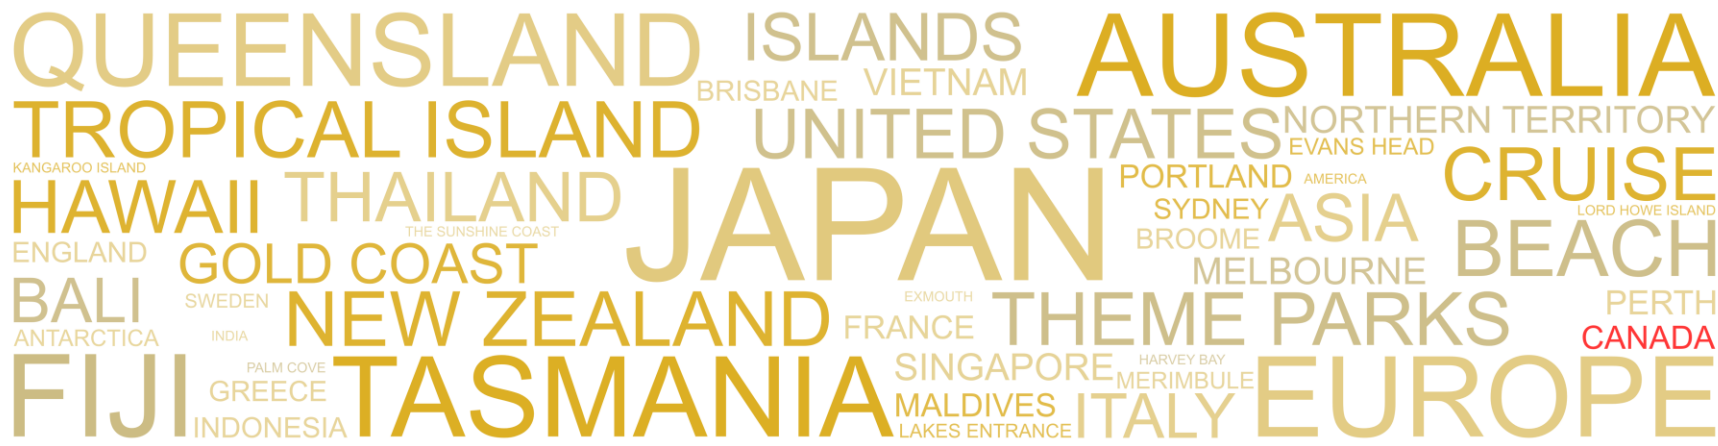 QUEENSLAND
ISLANDS
AUSTRALIA
BRISBANE
VIETNAM
TROPICAL ISLAND
UNITED STATES
NORTHERN TERRITORY
EVANS HEAD
KANGAROO ISLAND
HAWAII
THAILAND
JAPAN
PORTLAND
AMERICA
CRUISE
SYDNEY
ASIA
LORD HOWE ISLAND
THE SUNSHINE COAST
BROOME
BEACH
ENGLAND
GOLD COAST
MELBOURNE
BALI
SWEDEN
NEW ZEALAND
EXMOUTH
THEME PARKS
PERTH
ANTARCTICA
INDIA
FRANCE
CANADA
FIJI
PALM COVE
TASMANIA
SINGAPORE
HARVEY BAY
EUROPE
GREECE
MERIMBULE
INDONESIA
MALDIVES
ITALY
LAKES ENTRANCE